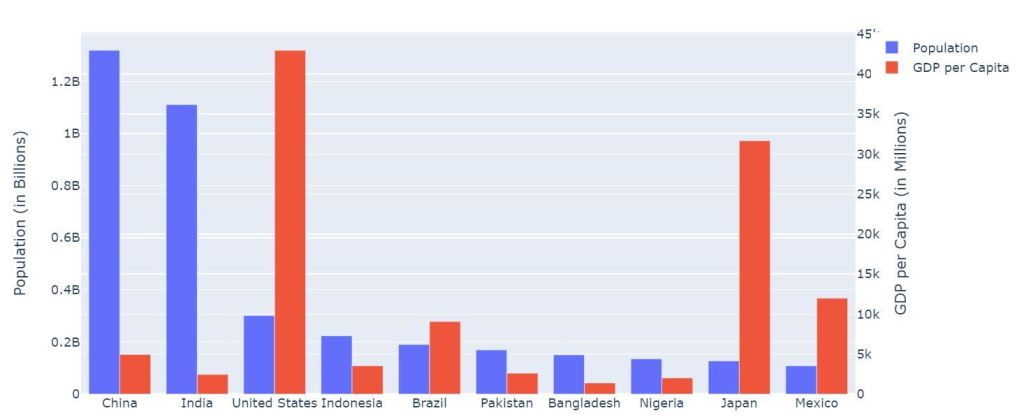 Population
GDP per Capita
Population (in Billions)
1.2B
1B
0.8B
0.6B
0.4B
0.2B
0
45
40
35k
30k
25k
20k
15k
10k
5k
0
GDP per Capita (in Millions)
China India United States Indonesia Brazil Pakistan Bangladesh Nigeria Japan Mexico